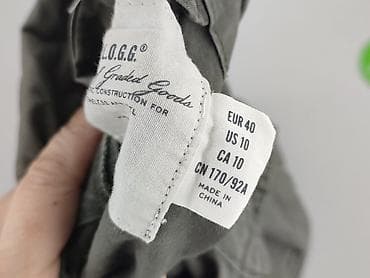 L.O.G.G.®
Graded Goods
CONSTRUCTION FOR
EUR 40
US 10
CA 10
CN 170/92A
MADE IN
CHINA